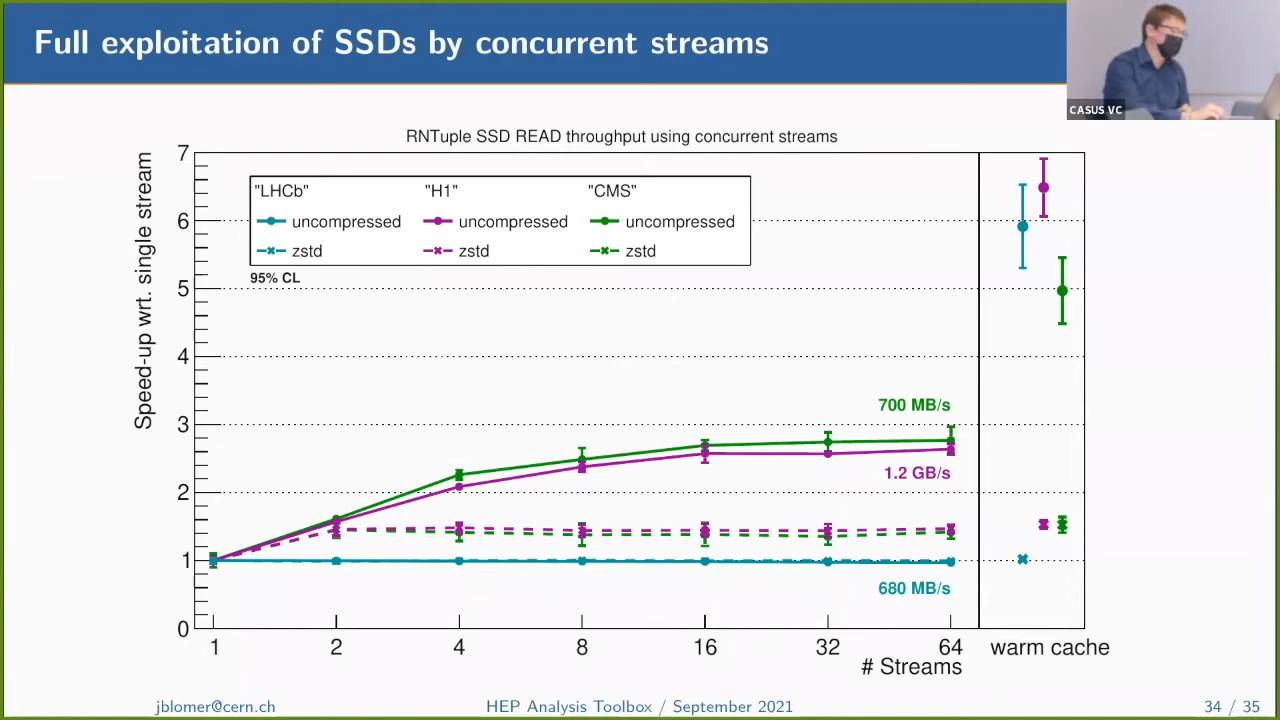 Full exploitation of SSDs by concurrent streams
CASUS VC
RNTuple SSD READ throughput using concurrent streams
Speed-up wrt. single stream
7
6
5
4
3
2
1
0
"LHCb" "H1" "CMS"
uncompressed uncompressed uncompressed
zstd zstd zstd
95% CL
700 MB/s
1.2 GB/s
680 MB/s
1 2 4 8 16 32 64 warm cache
# Streams
jblomer@cern.ch HEP Analysis Toolbox / September 2021 34 / 35